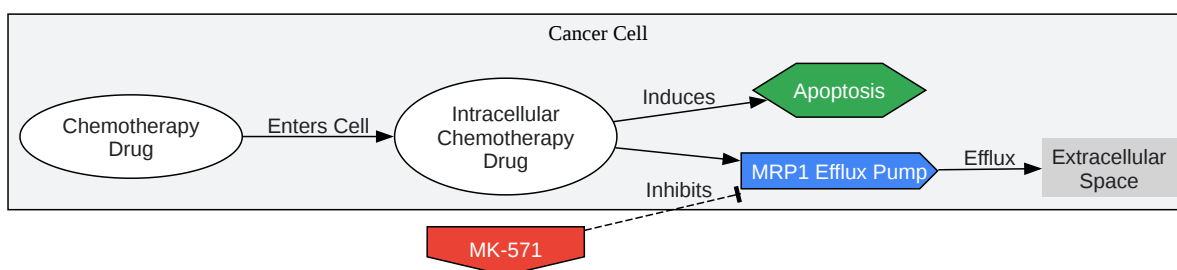 Cancer Cell
Chemotherapy
Drug
Enters Cell
Intracellular
Chemotherapy
Drug
Induces
Apoptosis
MRP1 Efflux Pump
Efflux
Extracellular
Space
Inhibits
MK-571